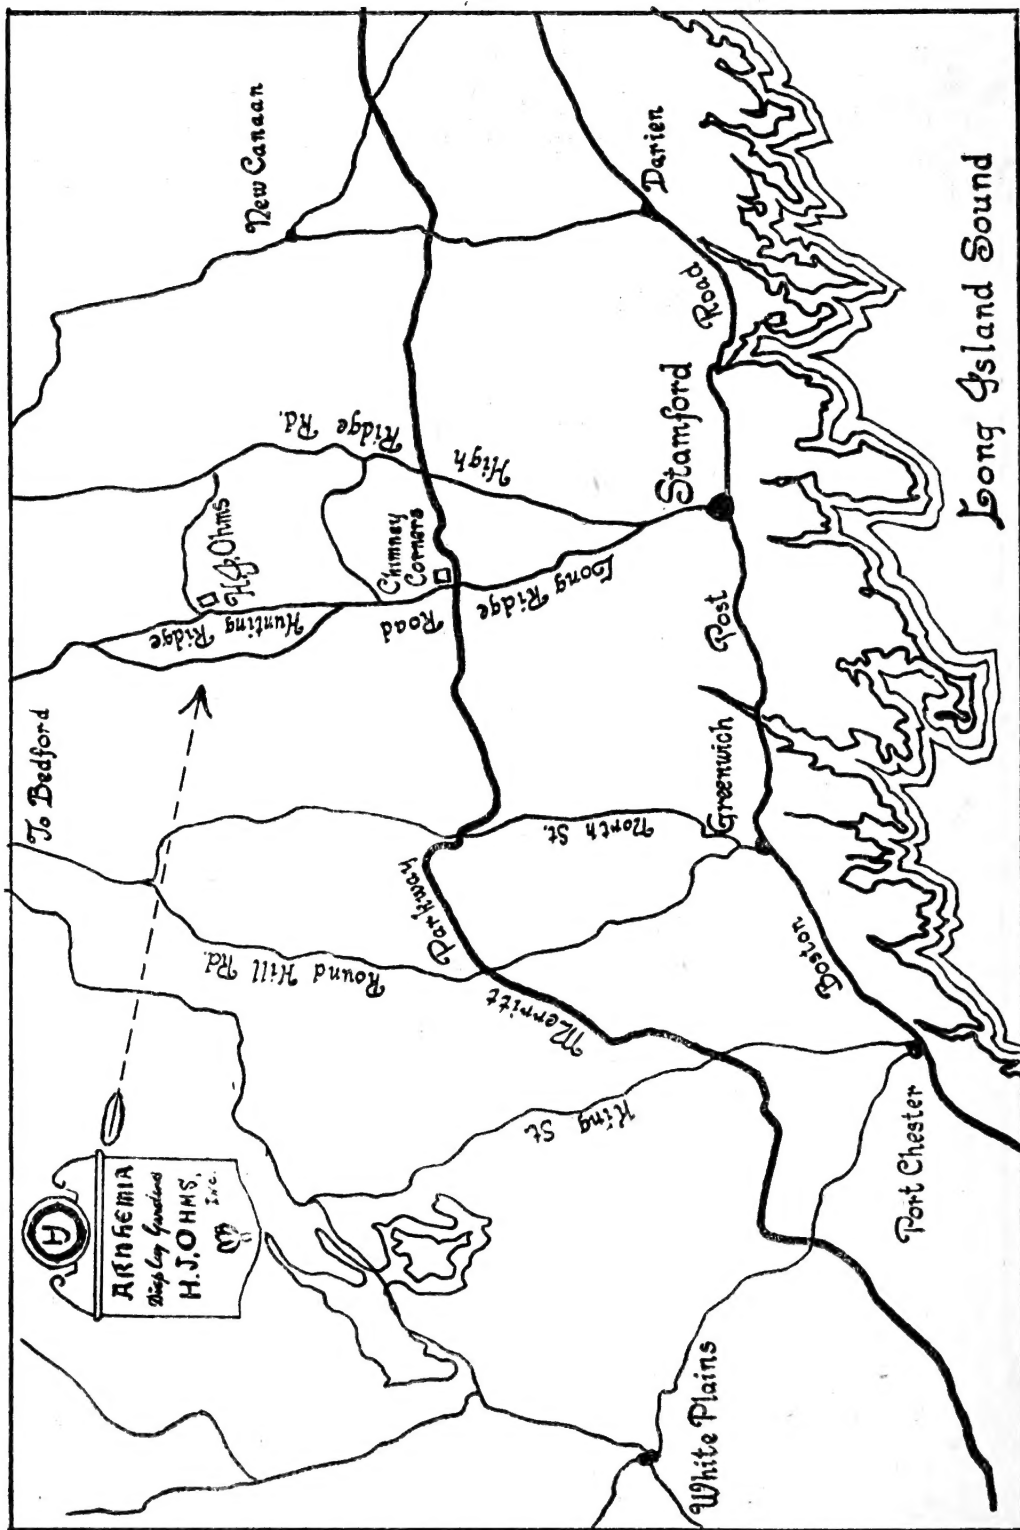 H J
ARNHEMIA
Display Gardens
H.J. OHMS,
Inc.
To Bedford
New Canaan
High Ridge Rd.
H.J. Ohms
Hunting Ridge
Chimney
Corners
Long Ridge Road
Round Hill Rd.
North St.
King St.
Merritt Parkway
Darien
Stamford
Greenwich
Port Chester
White Plains
Boston Post Road
Long Island Sound